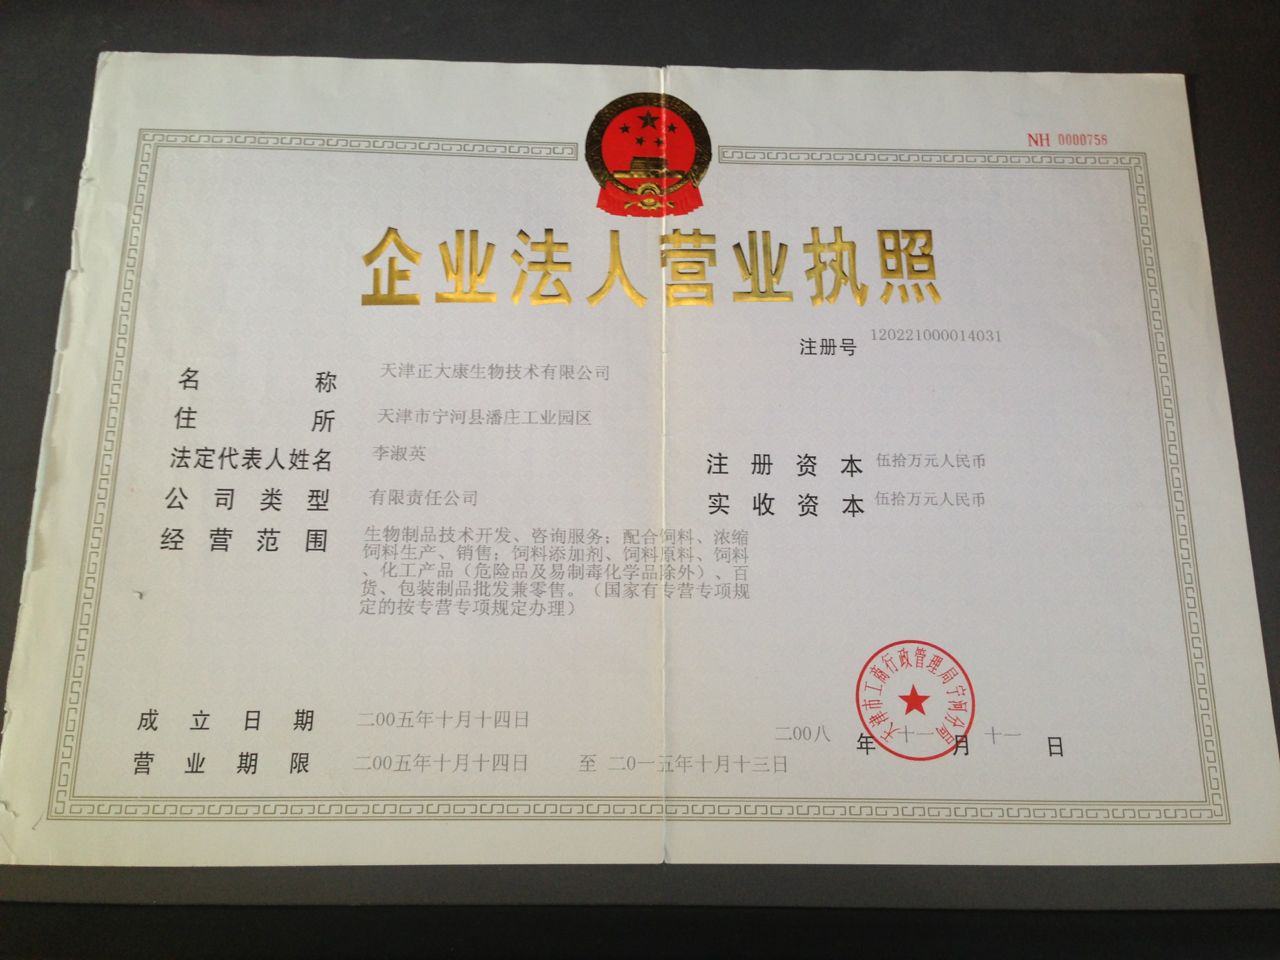 NH 0000758
企业法人营业执照
注册号 120221000014031
名称 天津正大康生物技术有限公司
住所 天津市宁河县潘庄工业园区
法定代表人姓名 李淑英
注册资本 伍拾万元人民币
公司类型 有限责任公司
实收资本 伍拾万元人民币
经营范围 生物制品技术开发、咨询服务；配合饲料、浓缩
饲料生产、销售；饲料添加剂、饲料原料、饲料
、化工产品（危险品及易制毒化学品除外）、百
货、包装制品批发兼零售。（国家有专营专项规
定的按专营专项规定办理）
天津市工商行政管理局宁河分局
成立日期 二00五年十月十四日
二00八年十一月十一日
营业期限 二00五年十月十四日 至 二0一五年十月十三日